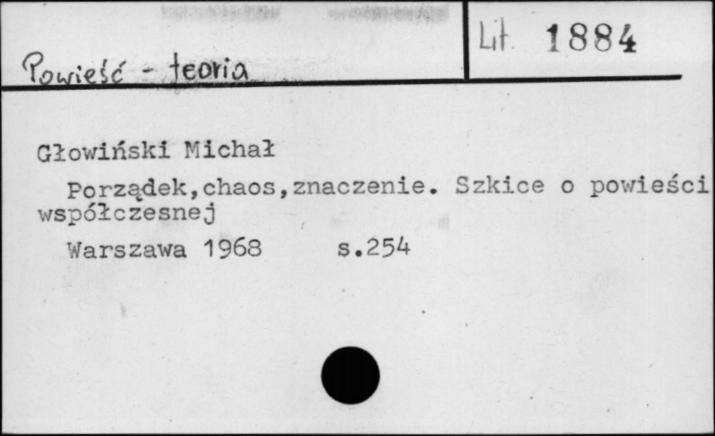 Lit. 1884
Powieść - teoria
Głowiński Michał
Porządek,chaos,znaczenie. Szkice o powieści
współczesnej
Warszawa 1968 s.254